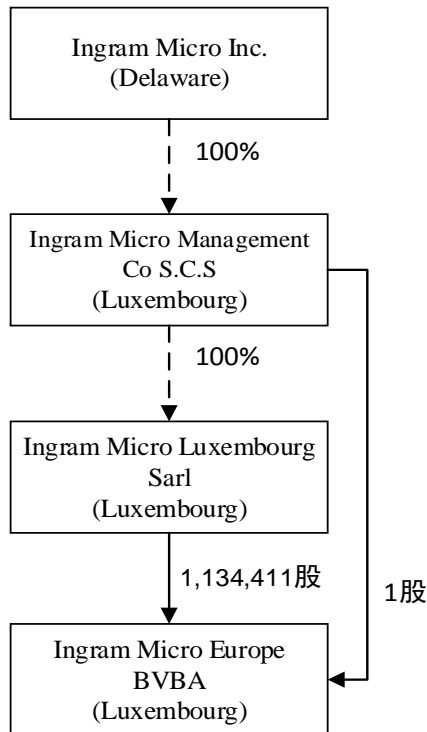 Ingram Micro Inc.
(Delaware)
100%
Ingram Micro Management
Co S.C.S
(Luxembourg)
100%
Ingram Micro Luxembourg
Sarl
(Luxembourg)
1,134,411股
1股
Ingram Micro Europe
BVBA
(Luxembourg)